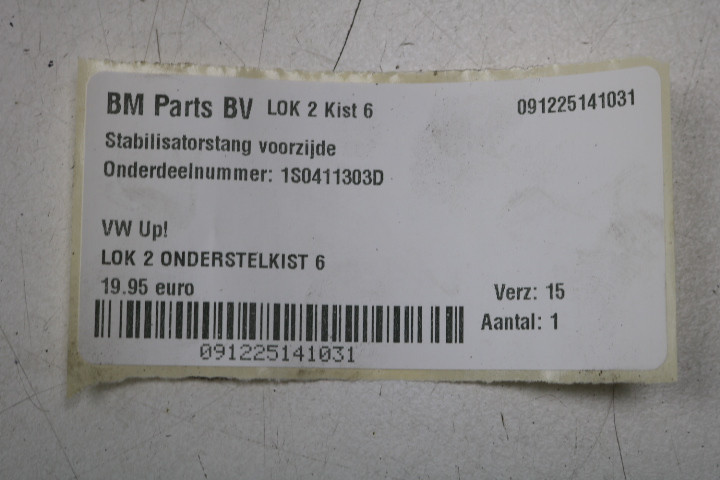 BM Parts BV LOK 2 Kist 6 091225141031
Stabilisatorstang voorzijde
Onderdeelnummer: 1S0411303D
VW Up!
LOK 2 ONDERSTELKIST 6
19.95 euro Verz: 15
Aantal: 1
091225141031